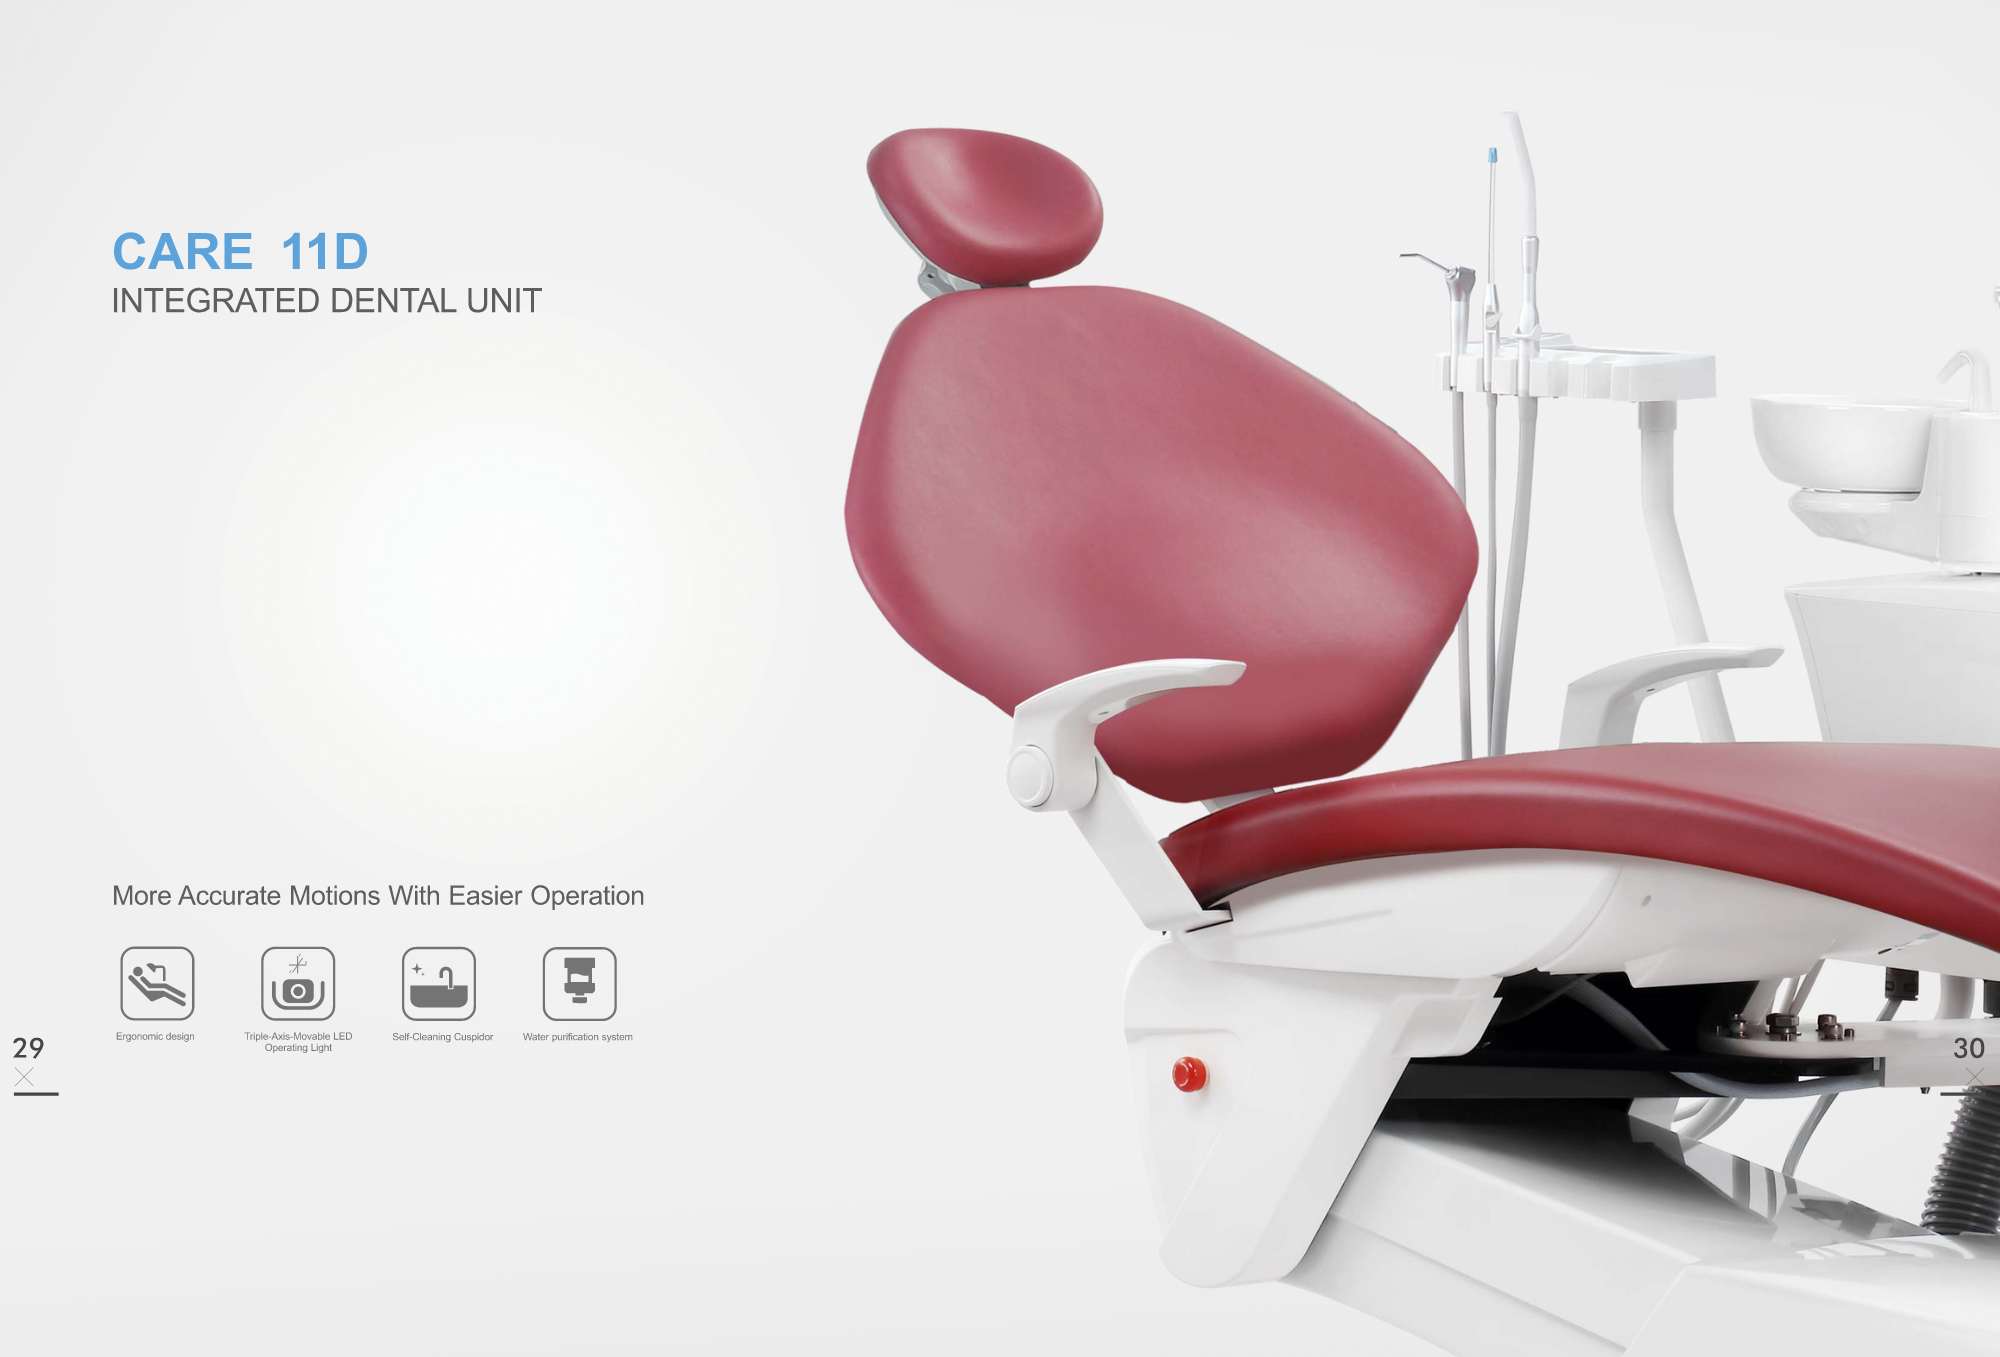 CARE 11D
INTEGRATED DENTAL UNIT
More Accurate Motions With Easier Operation
Ergonomic design
Triple-Axis-Movable LED
Operating Light
Self-Cleaning Cuspidor
Water purification system
29
30